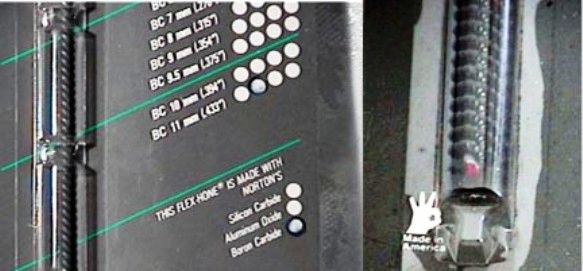 BC 7 mm
BC 8 mm (.315")
BC 9 mm (.354")
BC 9.5 mm (.375")
BC 10 mm (.394")
BC 11 mm (.433")
THIS FLEX-HONE® IS MADE WITH
NORTON'S
Silicon Carbide
Aluminum Oxide
Boron Carbide
Made in
America